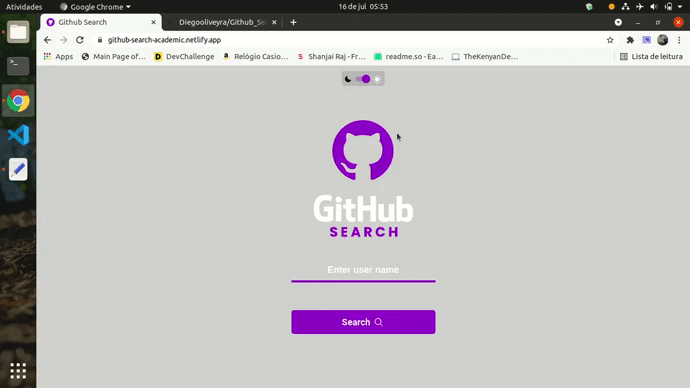 Atividades Google Chrome 16 de jul 05:53
Github Search Diegooliveyra/Github_Se
github-search-academic.netlify.app
Apps Main Page of… DevChallenge Relógio Casio… Shanjai Raj - Fr… readme.so - Ea… TheKenyanDe… Lista de leitura
GitHub
SEARCH
Enter user name
Search